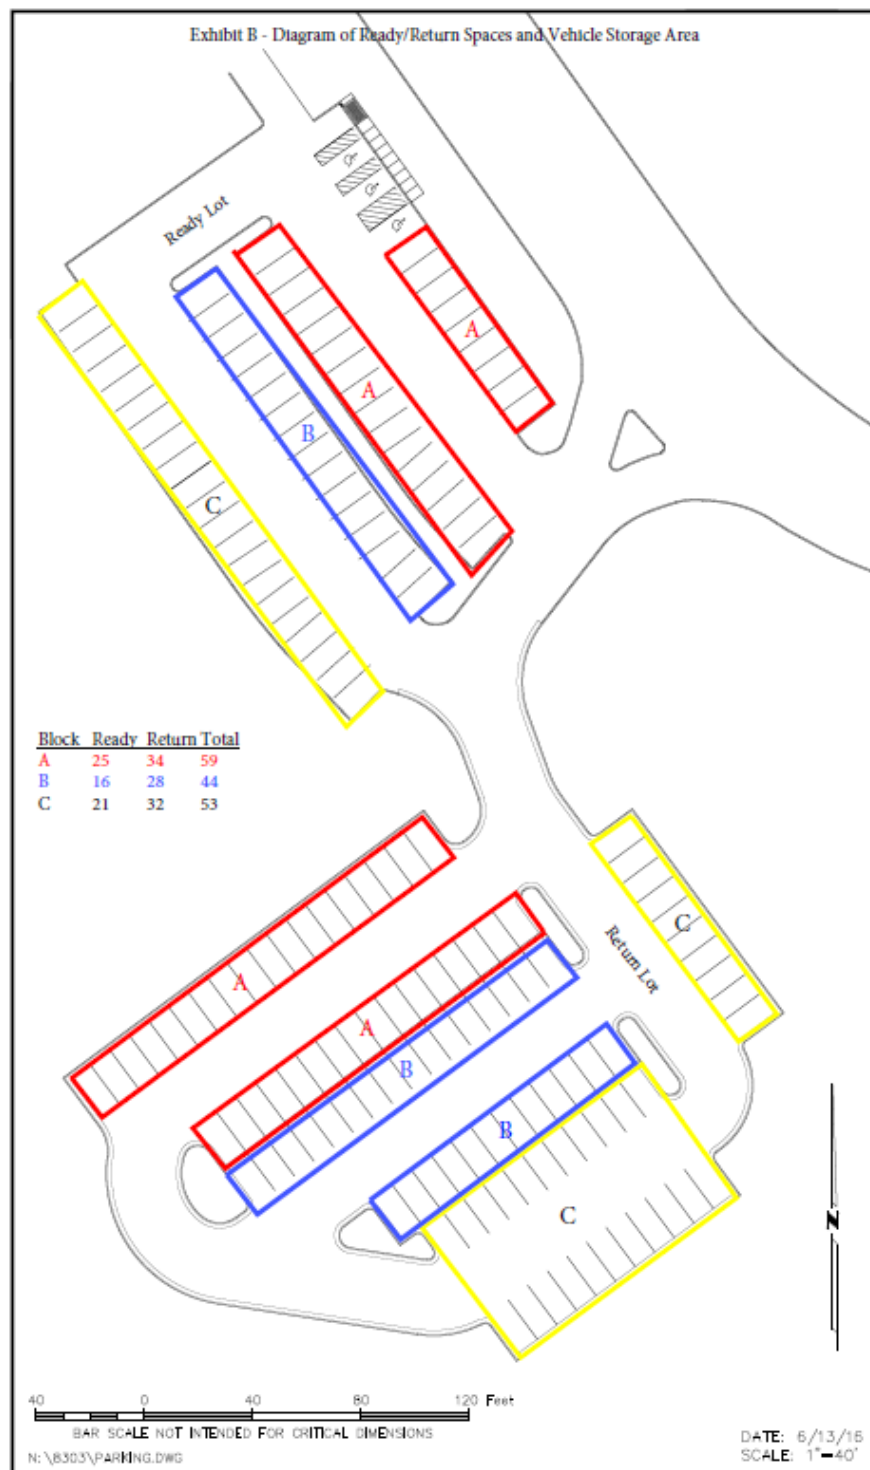 Exhibit B - Diagram of Ready/Return Spaces and Vehicle Storage Area
Ready Lot
A
A
B
C
Block Ready Return Total
A 25 34 59
B 16 28 44
C 21 32 53
A
A
B
B
C
C
Return Lot
N
40 0 40 80 120 Feet
BAR SCALE NOT INTENDED FOR CRITICAL DIMENSIONS
N:\8303\PARKING.DWG
DATE: 6/13/16
SCALE: 1"=40'